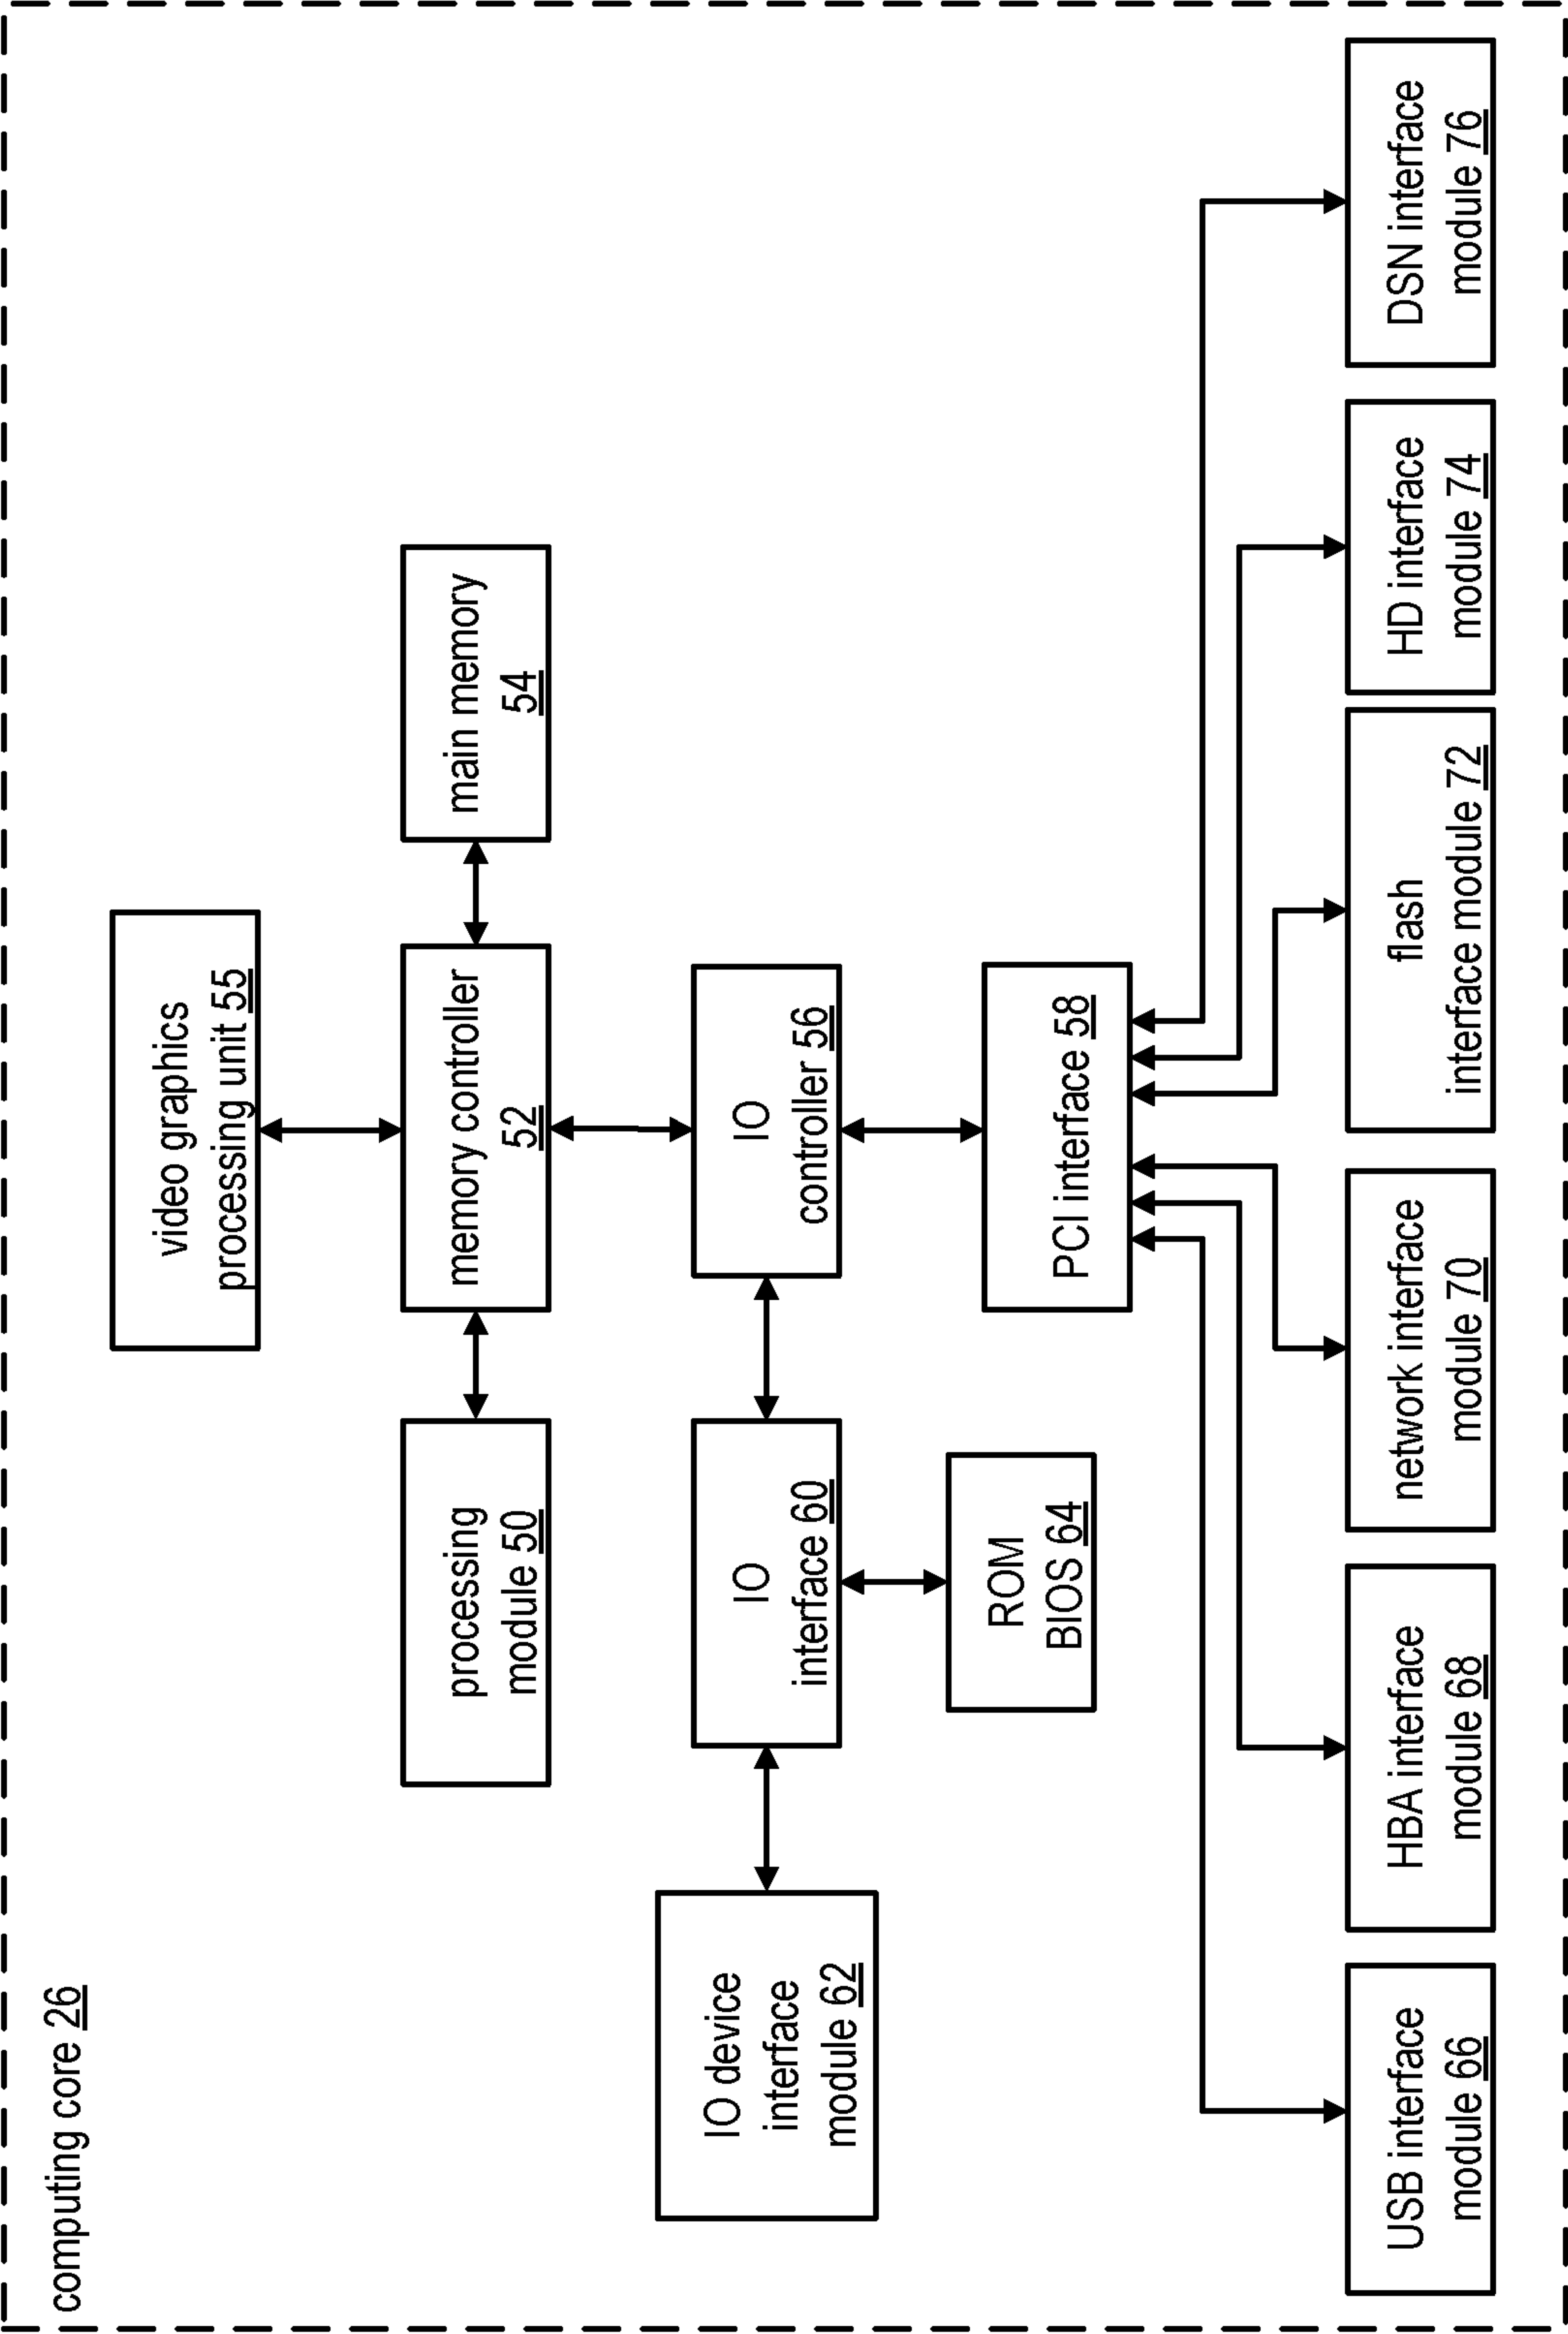 computing core 26
video graphics
processing unit 55
processing
module 50
memory controller
52
main memory
54
IO device
interface
module 62
IO
interface 60
IO
controller 56
ROM
BIOS 64
PCI interface 58
USB interface
module 66
HBA interface
module 68
network interface
module 70
flash
interface module 72
HD interface
module 74
DSN interface
module 76